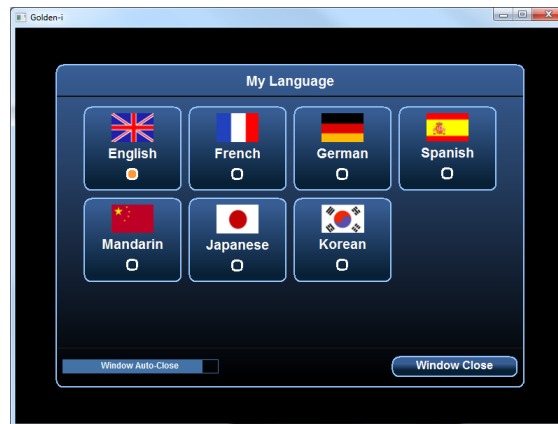 Golden-i
My Language
English
French
German
Spanish
Mandarin
Japanese
Korean
Window Auto-Close
Window Close